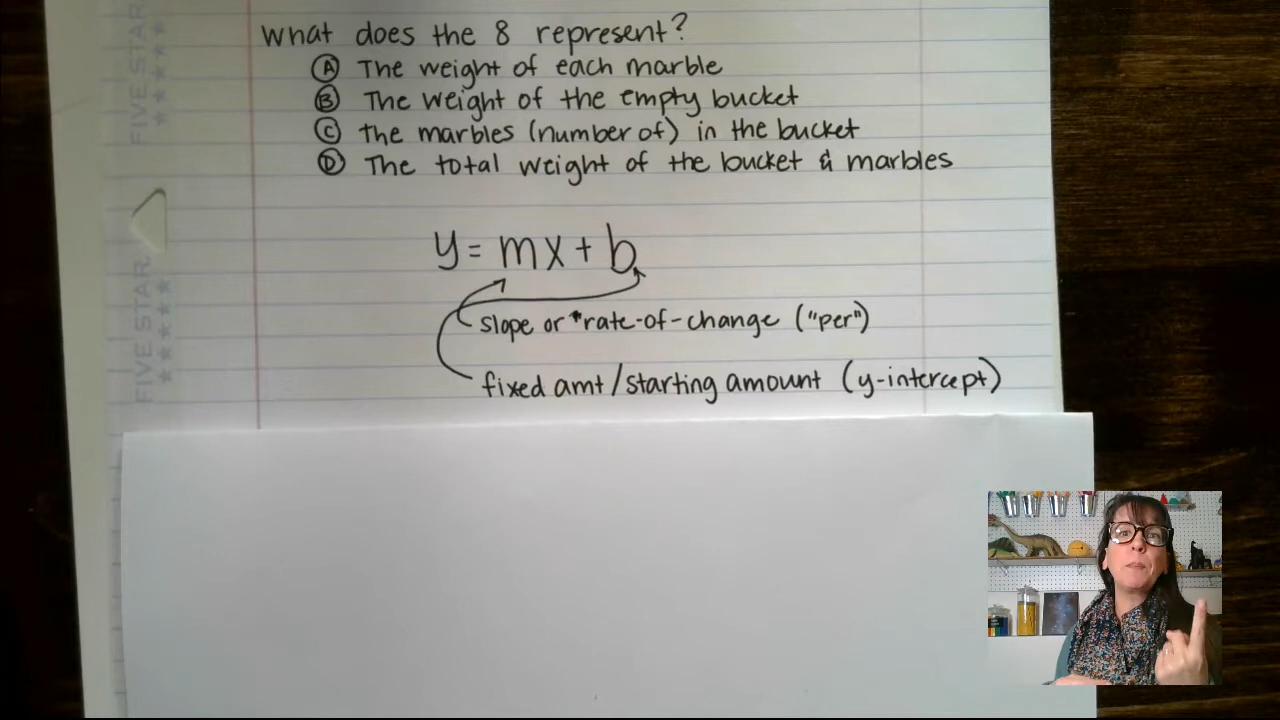 What does the 8 represent?
A The weight of each marble
B The weight of the empty bucket
C the marbles (number of) in the bucket
D The total weight of the bucket & marbles
y = mx + b
slope or rate-of-change ("per")
fixed amt/starting amount (y-intercept)
FIVE STAR
FIVE STAR